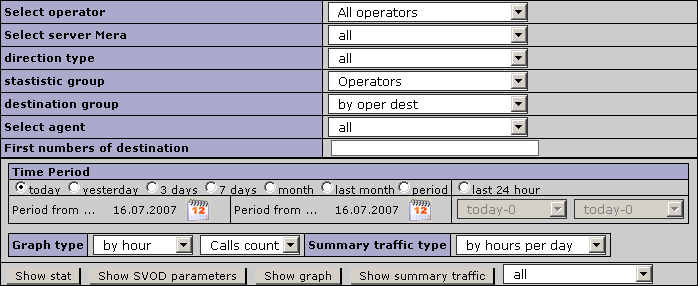 Select operator All operators
Select server Mera all
direction type all
stastistic group Operators
destination group by oper dest
Select agent all
First numbers of destination
Time Period
today yesterday 3 days 7 days month last month period last 24 hour
Period from ... 16.07.2007 12 Period from ... 16.07.2007 12 today-0 today-0
Graph type by hour Calls count Summary traffic type by hours per day
Show stat Show SVOD parameters Show graph Show summary traffic all